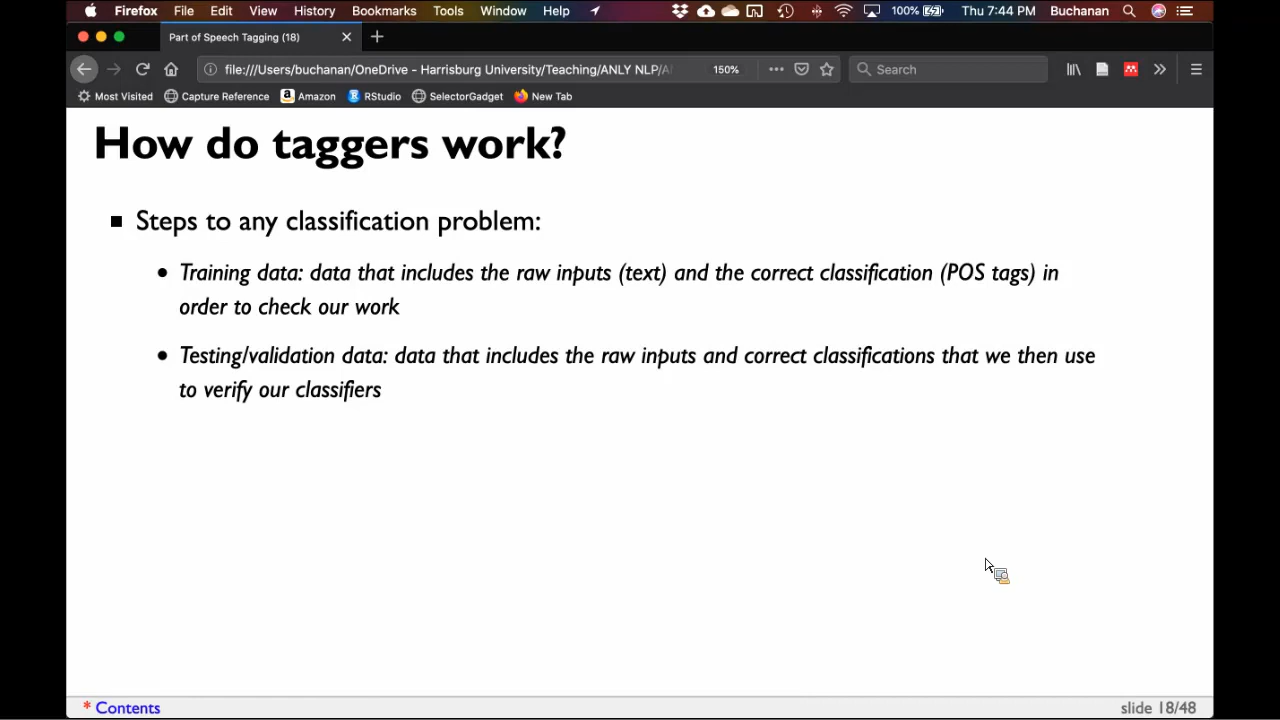 Firefox File Edit View History Bookmarks Tools Window Help 100% Thu 7:44 PM Buchanan
Part of Speech Tagging (18)
file:///Users/buchanan/OneDrive - Harrisburg University/Teaching/ANLY NLP/A 150% Search
Most Visited Capture Reference Amazon RStudio SelectorGadget New Tab
How do taggers work?
Steps to any classification problem:
Training data: data that includes the raw inputs (text) and the correct classification (POS tags) in
order to check our work
Testing/validation data: data that includes the raw inputs and correct classifications that we then use
to verify our classifiers
* Contents slide 18/48